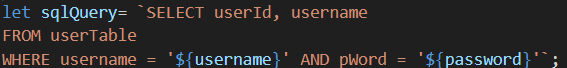 let sqlQuery= `SELECT userId, username
FROM userTable
WHERE username = '${username}' AND pWord = '${password}'`;